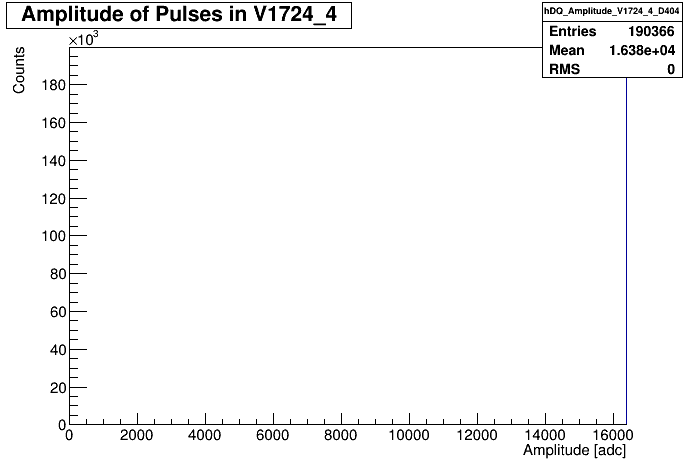 Amplitude of Pulses in V1724_4
hDQ_Amplitude_V1724_4_D404
Entries 190366
Mean 1.638e+04
RMS 0
×10³
Counts
180
160
140
120
100
80
60
40
20
0
0 2000 4000 6000 8000 10000 12000 14000 16000
Amplitude [adc]